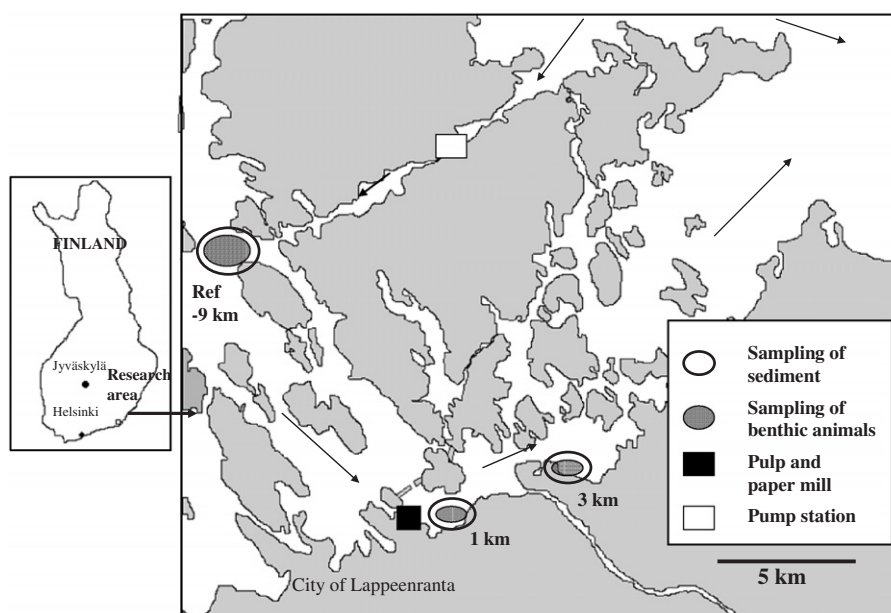 FINLAND
Jyväskylä
Research
area
Helsinki
Ref
-9 km
1 km
3 km
City of Lappeenranta
Sampling of
sediment
Sampling of
benthic animals
Pulp and
paper mill
Pump station
5 km